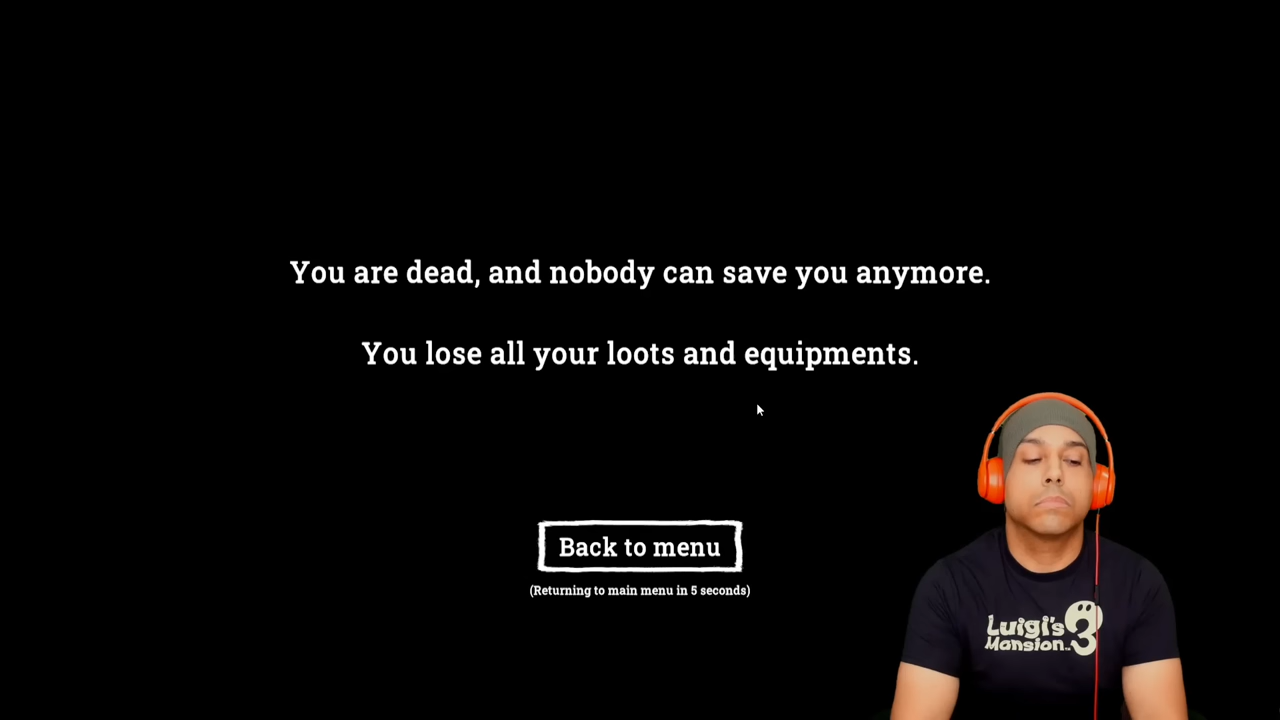 You are dead, and nobody can save you anymore.
You lose all your loots and equipments.
Back to menu
(Returning to main menu in 5 seconds)
Luigi's
Mansion™ 3